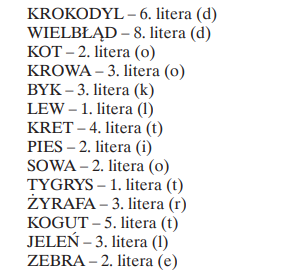 KROKODYL – 6. litera (d)
WIELBŁĄD – 8. litera (d)
KOT – 2. litera (o)
KROWA – 3. litera (o)
BYK – 3. litera (k)
LEW – 1. litera (l)
KRET – 4. litera (t)
PIES – 2. litera (i)
SOWA – 2. litera (o)
TYGRYS – 1. litera (t)
ŻYRAFA – 3. litera (r)
KOGUT – 5. litera (t)
JELEŃ – 3. litera (l)
ZEBRA – 2. litera (e)